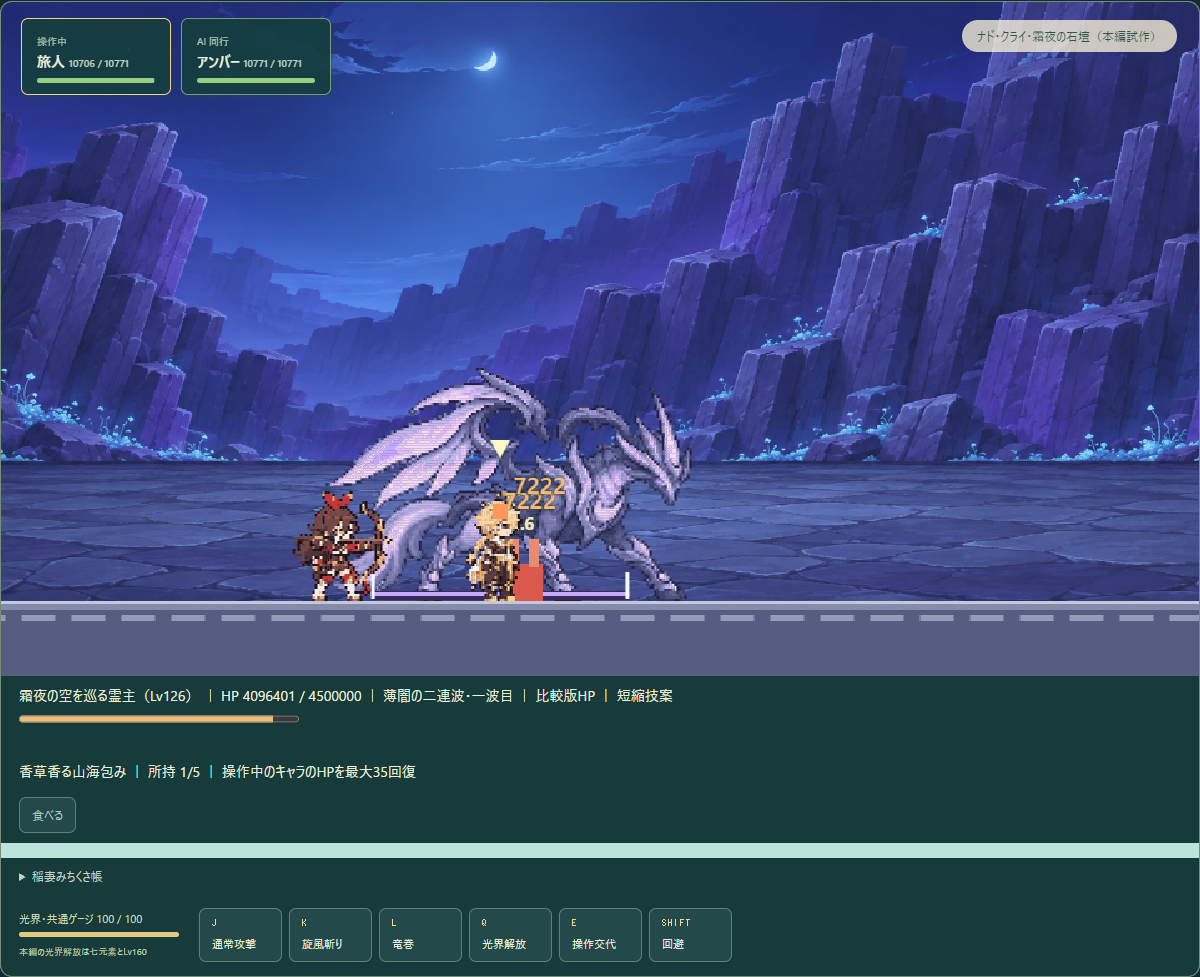 操作中
旅人 10706 / 10771
AI 同行
アンバー 10771 / 10771
ナド・クライ・霜夜の石墟（本編試作）
7222
7222
.6
霜夜の空を巡る霊主（Lv126） | HP 4096401 / 4500000 | 薄闇の二連波・一波目 | 比較版HP | 短縮技案
香草香る山海包み | 所持 1/5 | 操作中のキャラのHPを最大35回復
食べる
▶ 稲妻みちくさ帳
光界・共通ゲージ 100 / 100
本編の光界解放は七元素とLv160
J
通常攻撃
K
旋風斬り
L
竜巻
Q
光界解放
E
操作交代
SHIFT
回避